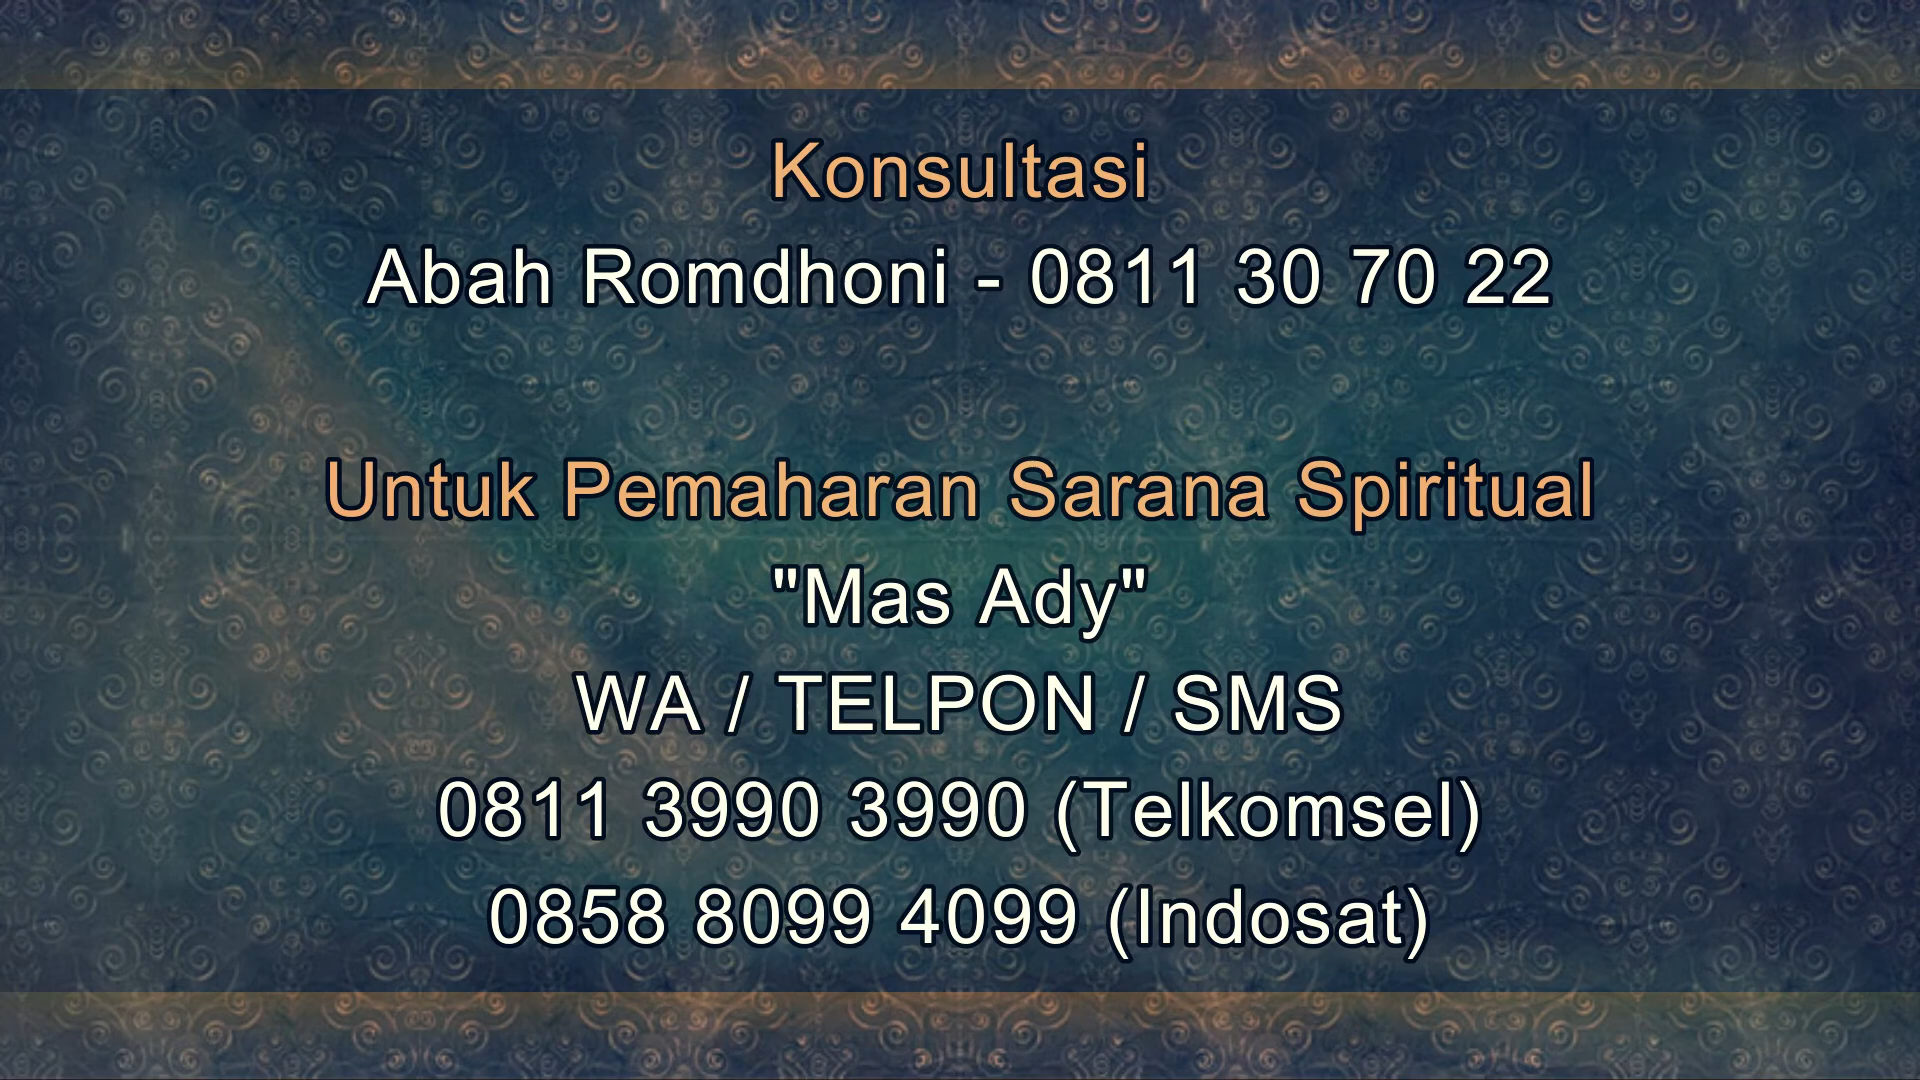 Konsultasi
Abah Romdhoni - 0811 30 70 22
Untuk Pemaharan Sarana Spiritual
"Mas Ady"
WA / TELPON / SMS
0811 3990 3990 (Telkomsel)
0858 8099 4099 (Indosat)